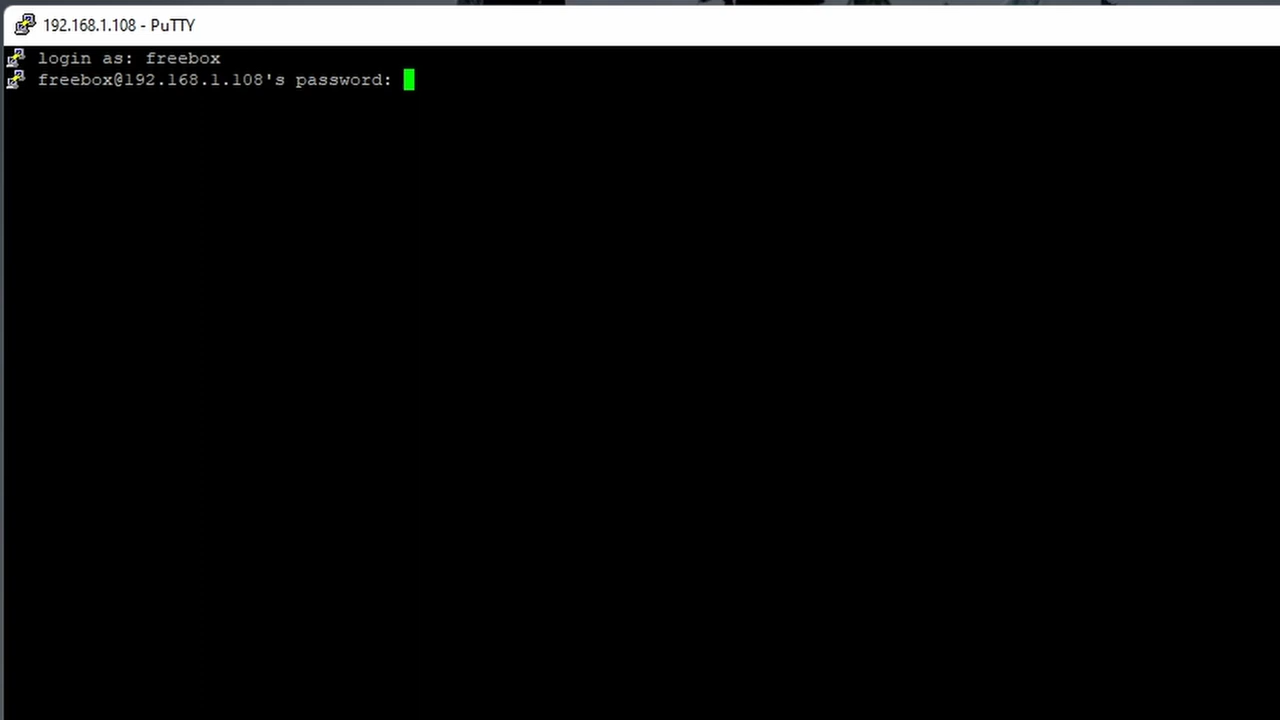 192.168.1.108 - PuTTY
login as: freebox
freebox@192.168.1.108's password: